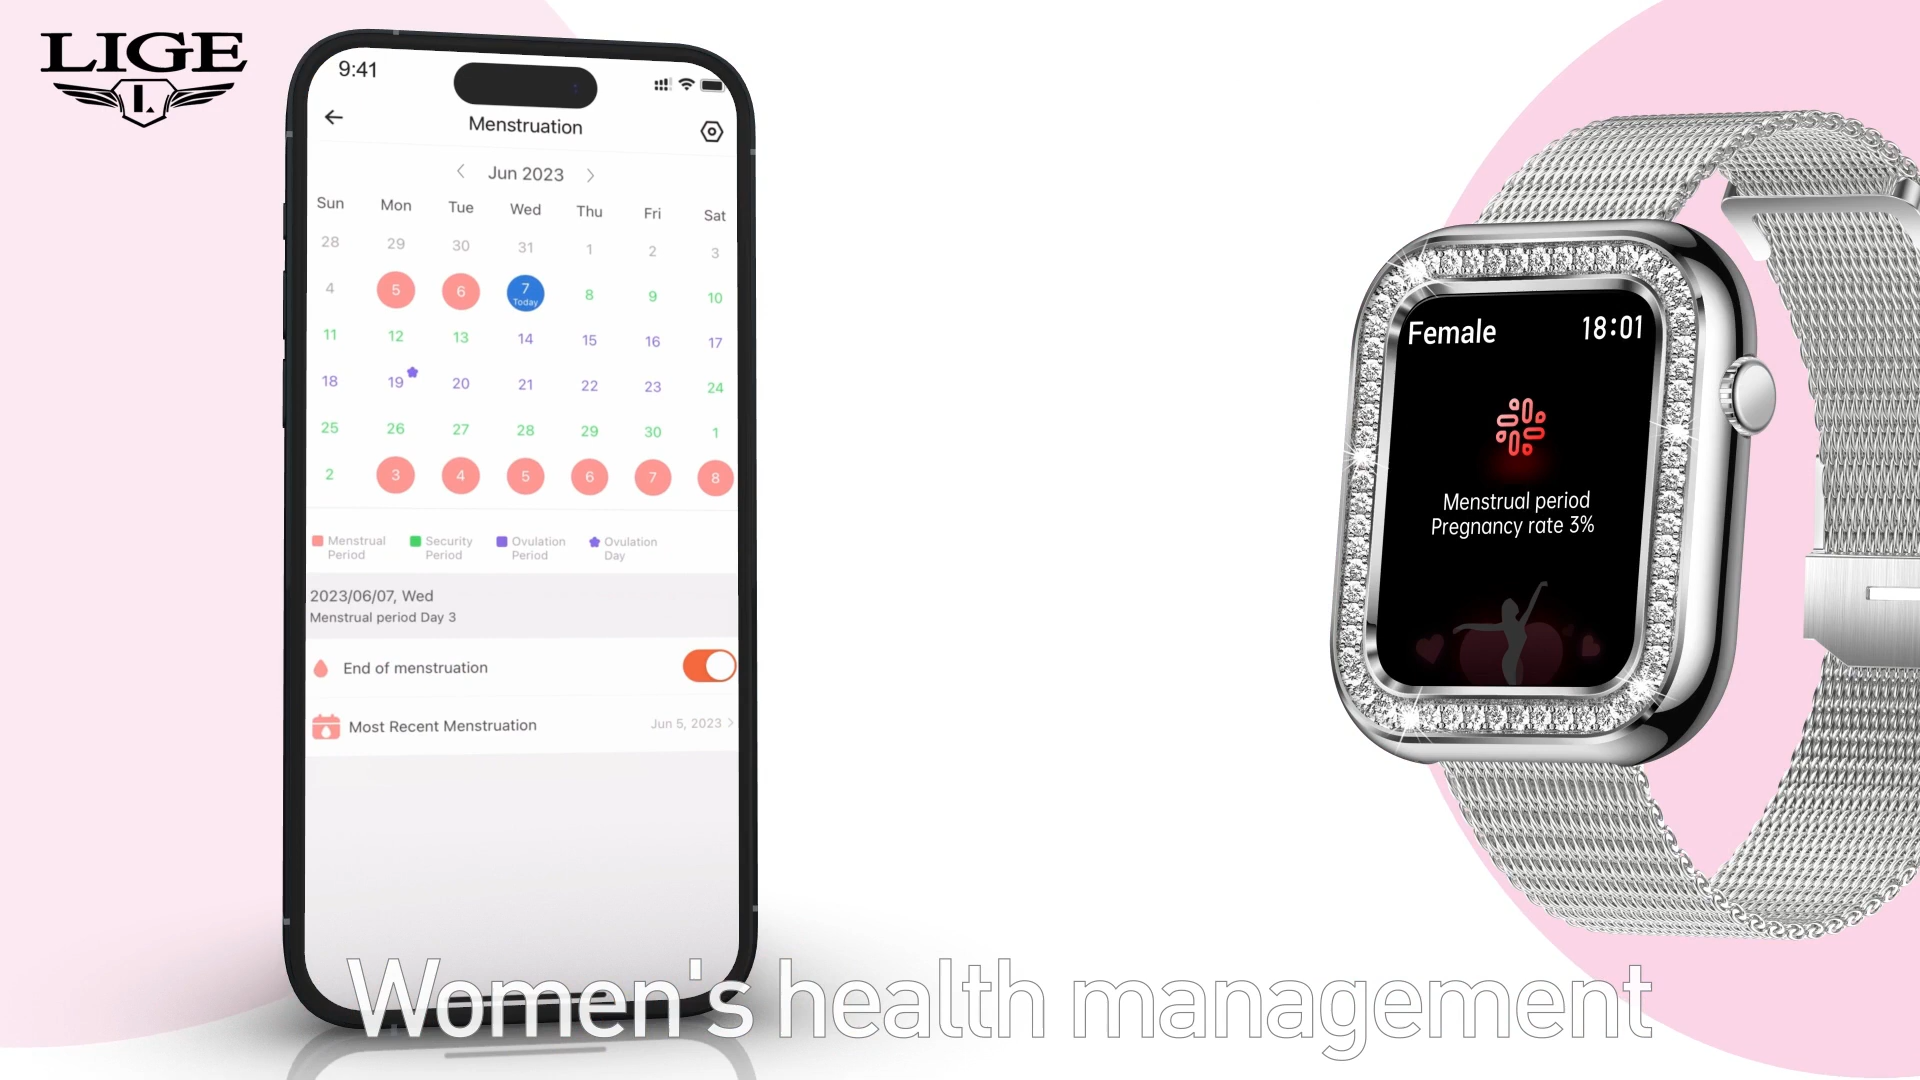 LIGE
L
9:41
Menstruation
Jun 2023
Sun Mon Tue Wed Thu Fri Sat
28 29 30 31 1 2 3
4 5 6 7 8 9 10
Today
11 12 13 14 15 16 17
18 19 20 21 22 23 24
25 26 27 28 29 30 1
2 3 4 5 6 7 8
Menstrual Period
Security Period
Ovulation Period
Ovulation Day
2023/06/07, Wed
Menstrual period Day 3
End of menstruation
Most Recent Menstruation Jun 5, 2023
Female 18:01
Menstrual period
Pregnancy rate 3%
Women's health management